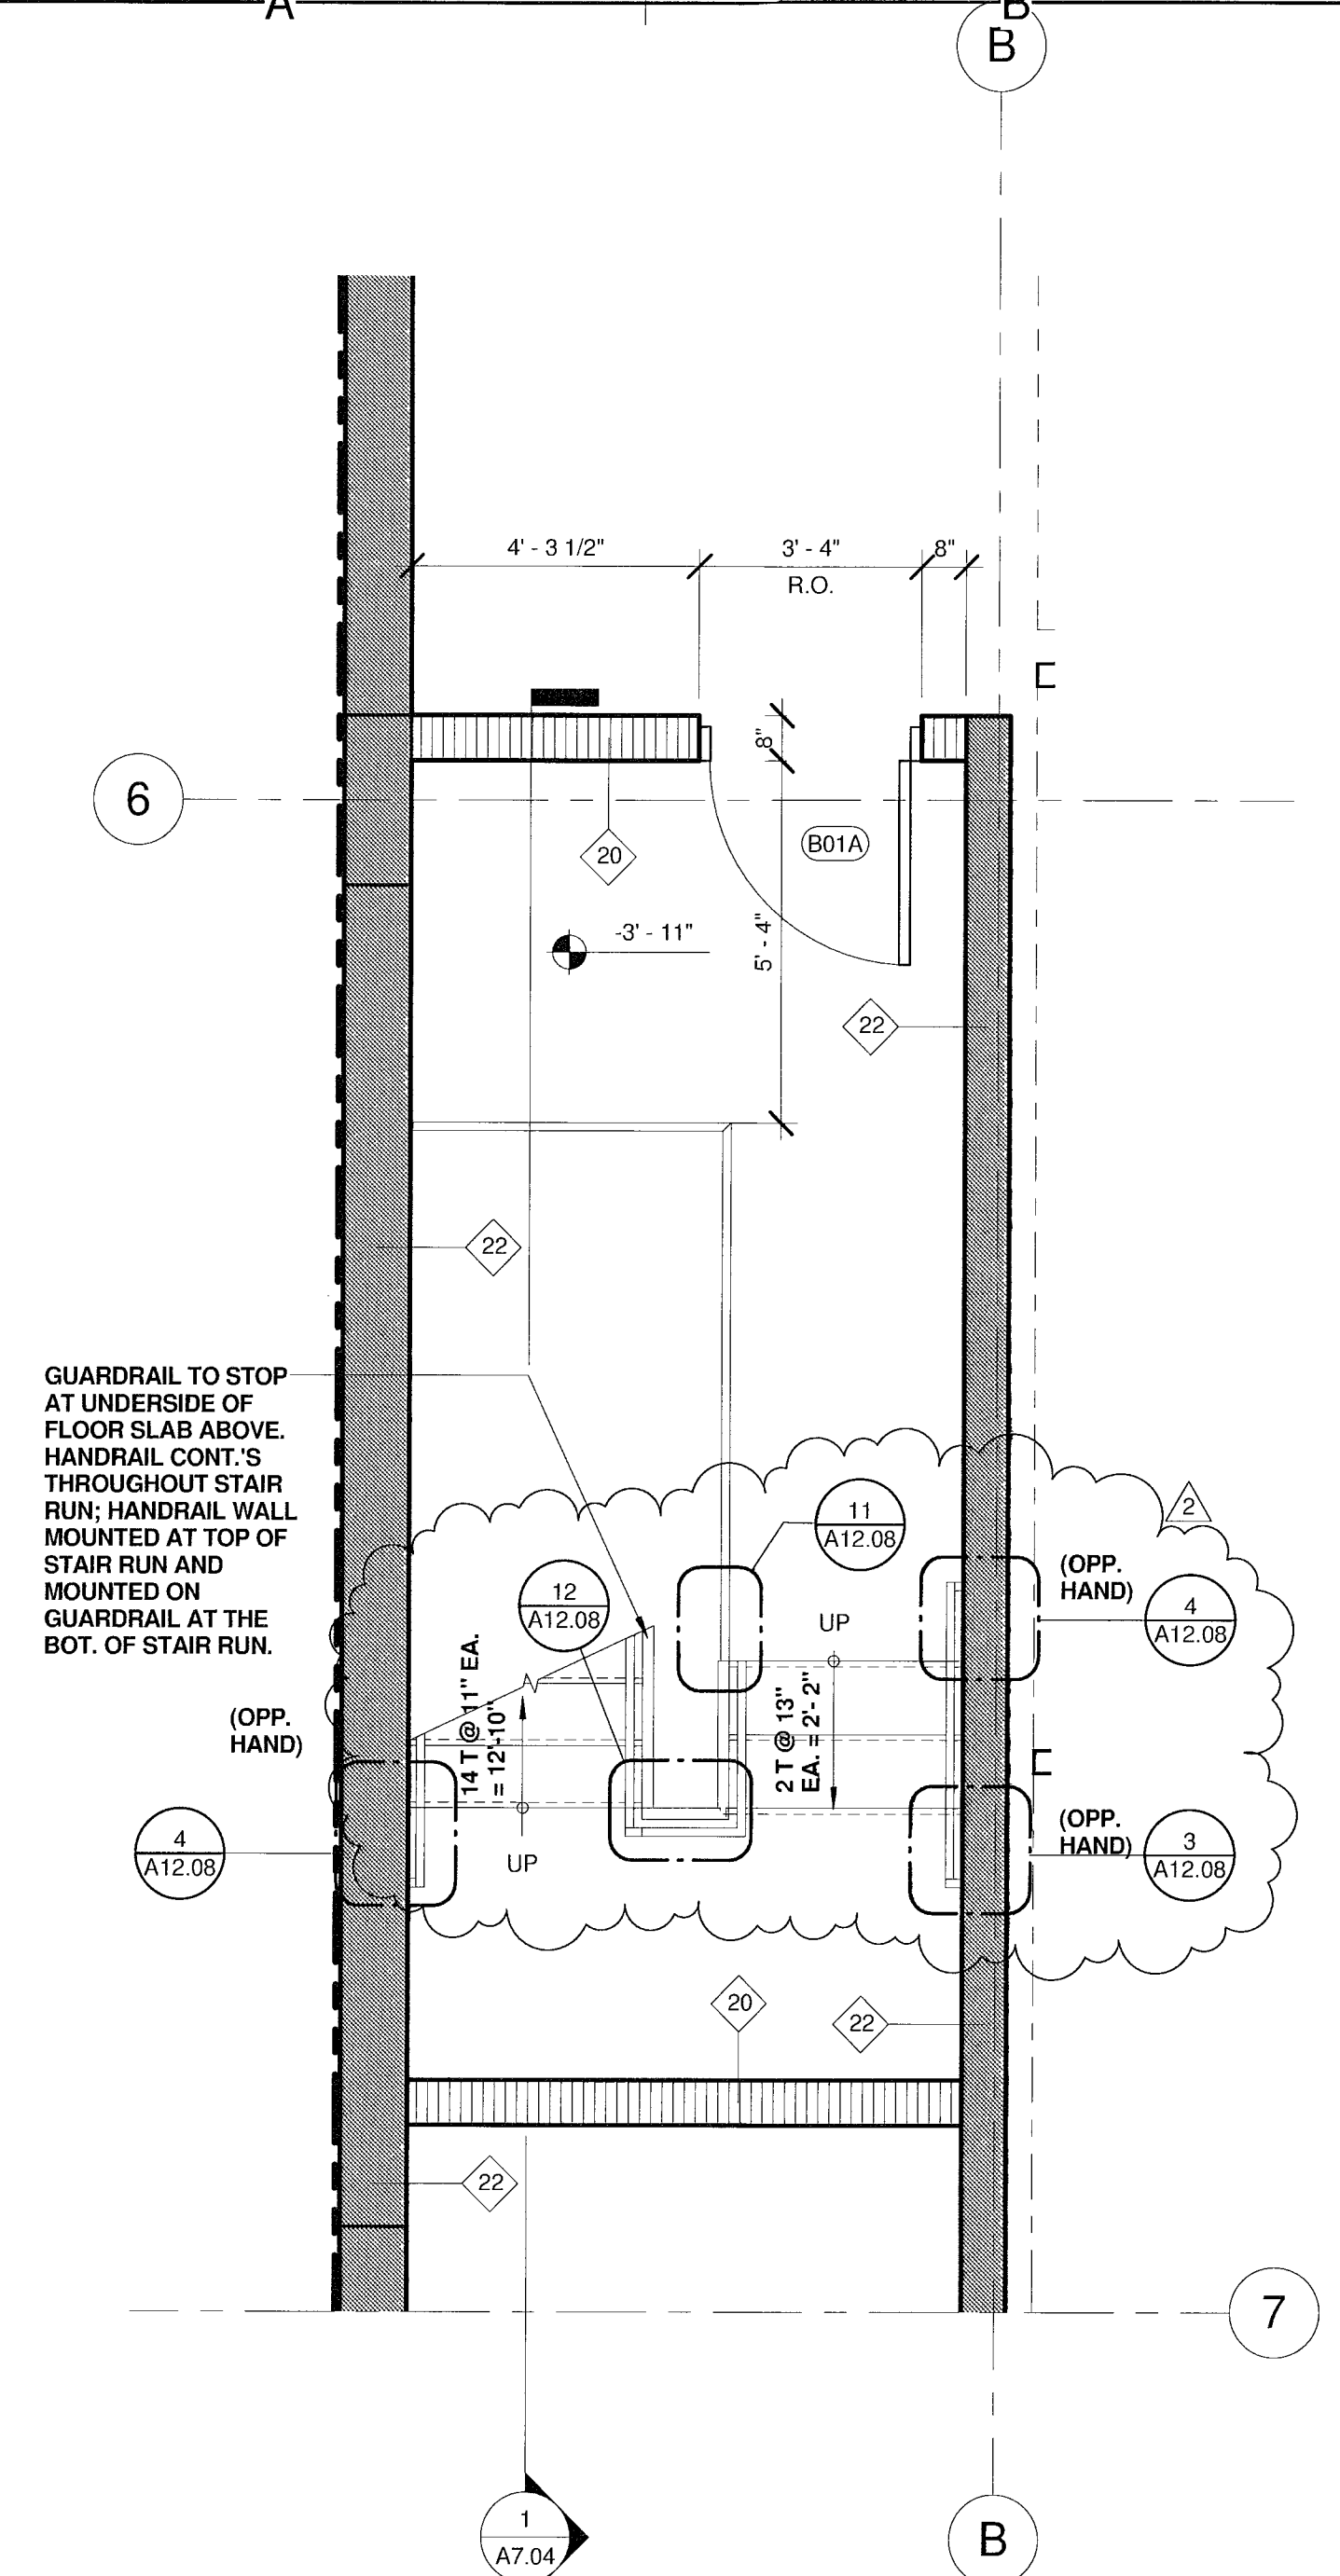 A
B
B
4' - 3 1/2"
3' - 4"
8"
R.O.
8"
6
20
B01A
-3' - 11"
5' - 4"
22
22
GUARDRAIL TO STOP
AT UNDERSIDE OF
FLOOR SLAB ABOVE.
HANDRAIL CONT.'S
THROUGHOUT STAIR
RUN; HANDRAIL WALL
MOUNTED AT TOP OF
STAIR RUN AND
MOUNTED ON
GUARDRAIL AT THE
BOT. OF STAIR RUN.
2
11
A12.08
(OPP.
HAND)
12
A12.08
4
A12.08
UP
14 T @ 11" EA.
= 12'-10"
2 T @ 13"
EA. = 2'- 2"
(OPP.
HAND)
(OPP.
HAND)
4
A12.08
3
A12.08
UP
20
22
22
7
1
A7.04
B